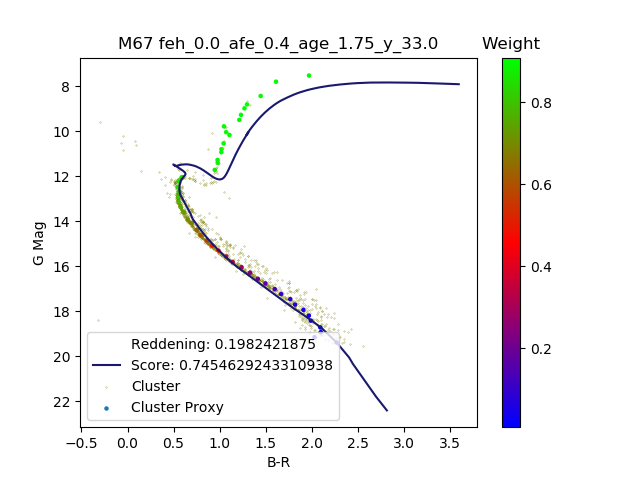 M67 feh_0.0_afe_0.4_age_1.75_y_33.0
Weight
8
10
12
14
16
18
20
22
G Mag
−0.5 0.0 0.5 1.0 1.5 2.0 2.5 3.0 3.5
B-R
Reddening: 0.1982421875
Score: 0.7454629243310938
Cluster
Cluster Proxy
0.8
0.6
0.4
0.2